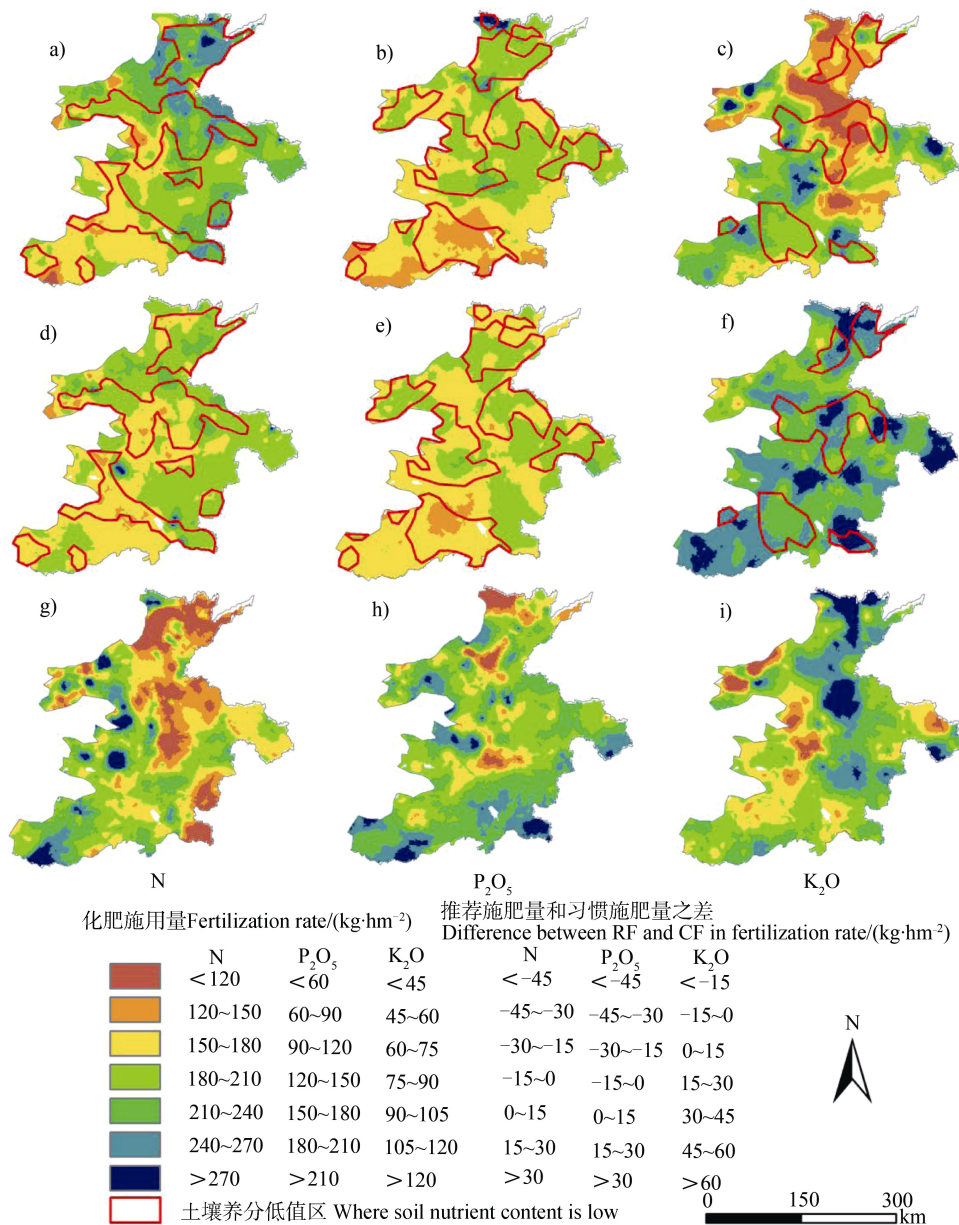 a)
b)
c)
d)
e)
f)
g)
h)
i)
N
P₂O₅
K₂O
化肥施用量Fertilization rate/(kg·hm⁻²)
推荐施肥量和习惯施肥量之差
Difference between RF and CF in fertilization rate/(kg·hm⁻²)
N P₂O₅ K₂O N P₂O₅ K₂O
<120 <60 <45 <−45 <−45 <−15
120~150 60~90 45~60 −45~−30 −45~−30 −15~0
150~180 90~120 60~75 −30~−15 −30~−15 0~15
180~210 120~150 75~90 −15~0 −15~0 15~30
210~240 150~180 90~105 0~15 0~15 30~45
240~270 180~210 105~120 15~30 15~30 45~60
>270 >210 >120 >30 >30 >60
土壤养分低值区 Where soil nutrient content is low
N
0 150 300
km